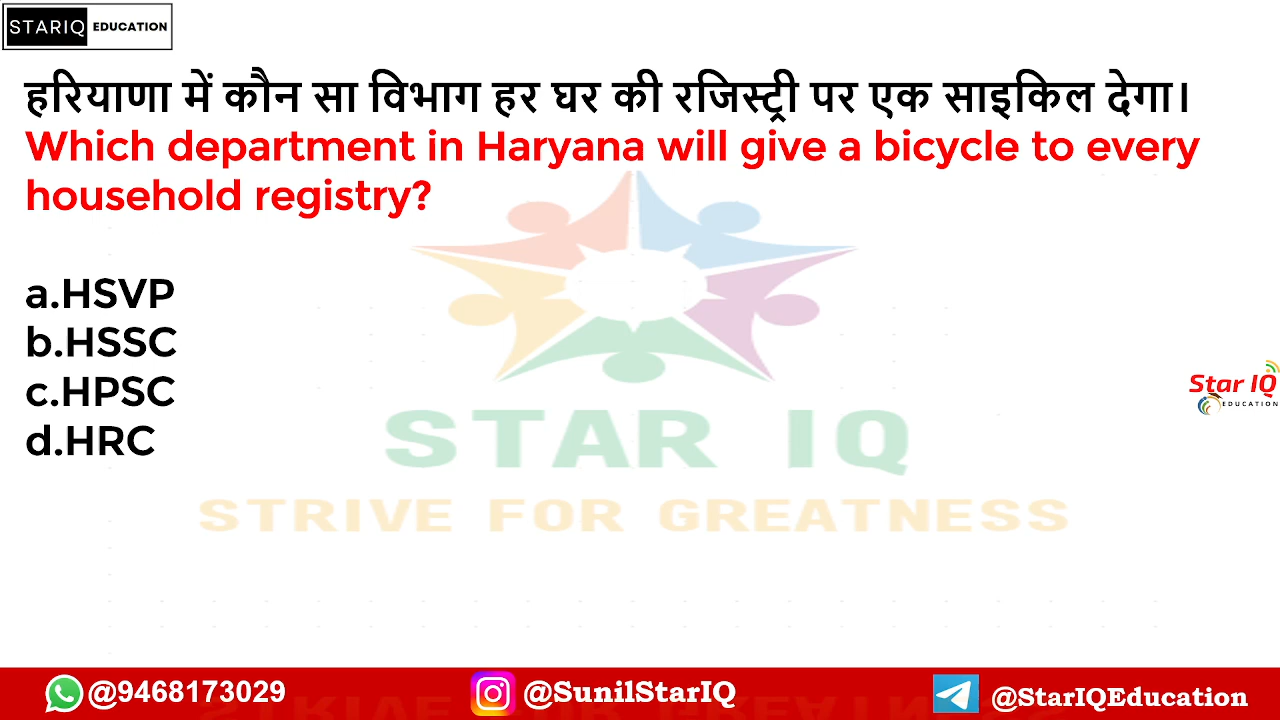 STARIQ EDUCATION
हरियाणा में कौन सा विभाग हर घर की रजिस्ट्री पर एक साइकिल देगा।
Which department in Haryana will give a bicycle to every
household registry?
a.HSVP
b.HSSC
c.HPSC
d.HRC
Star IQ
EDUCATION
STAR IQ
STRIVE FOR GREATNESS
@9468173029 @SunilStarIQ @StarIQEducation